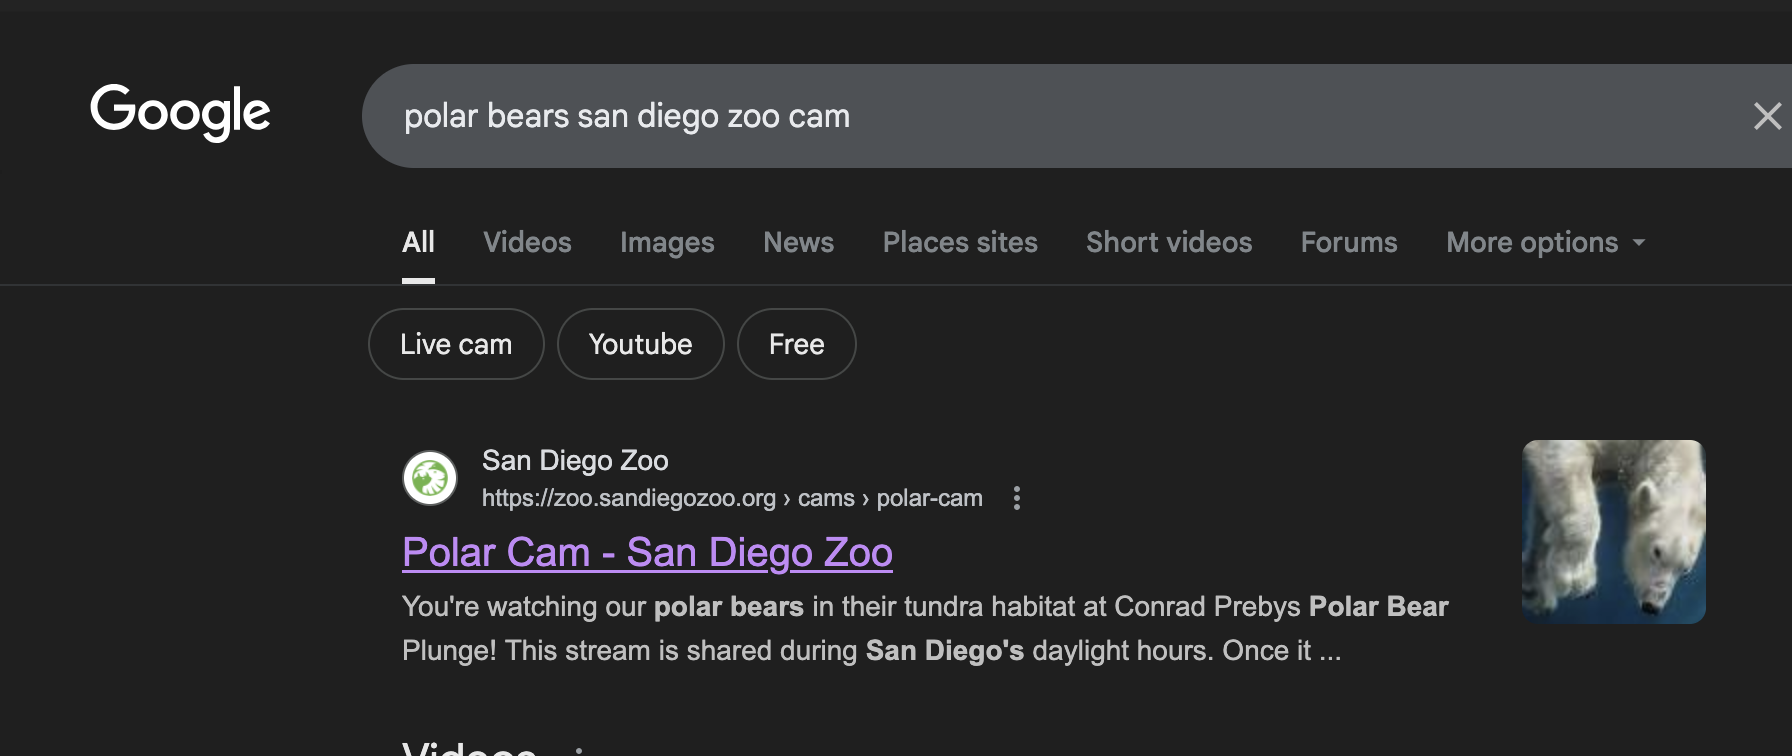 Google
polar bears san diego zoo cam
All Videos Images News Places sites Short videos Forums More options
Live cam Youtube Free
San Diego Zoo
https://zoo.sandiegozoo.org › cams › polar-cam
Polar Cam - San Diego Zoo
You're watching our polar bears in their tundra habitat at Conrad Prebys Polar Bear
Plunge! This stream is shared during San Diego's daylight hours. Once it ...
Videos